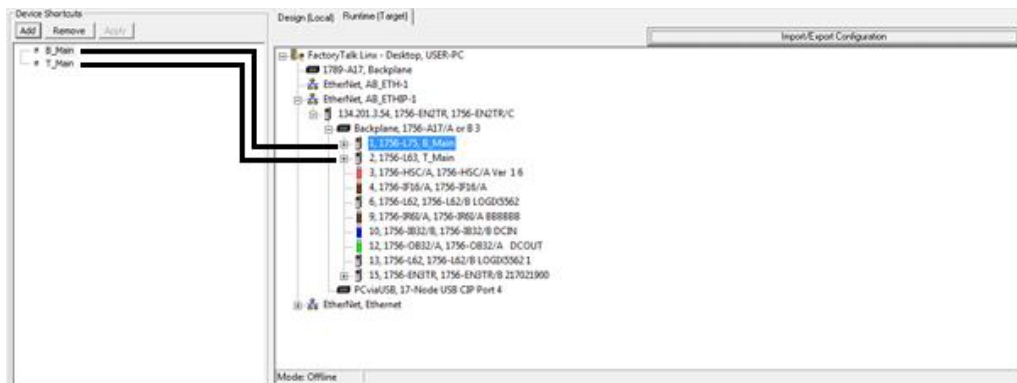 Device Shortcuts
Add Remove Apply
B_Main
T_Main
Design (Local) Runtime (Target)
Import/Export Configuration
FactoryTalk Linx - Desktop, USER-PC
1789-A17, Backplane
EtherNet, AB_ETH-1
EtherNet, AB_ETHIP-1
134.201.3.54, 1756-EN2TR, 1756-EN2TR/C
Backplane, 1756-A17/A or B 3
1, 1756-L75, B_Main
2, 1756-L63, T_Main
3, 1756-HSC/A, 1756-HSC/A Ver 1 6
4, 1756-IF16/A, 1756-IF16/A
6, 1756-L62, 1756-L62/B LOGIX5562
9, 1756-IR6I/A, 1756-IR6I/A BBBBBB
10, 1756-IB32/B, 1756-IB32/B DCIN
12, 1756-OB32/A, 1756-OB32/A DCOUT
13, 1756-L62, 1756-L62/B LOGIX5562 1
15, 1756-EN3TR, 1756-EN3TR/B 217021900
PCviaUSB, 17-Node USB CIP Port 4
EtherNet, Ethernet
Mode: Offline